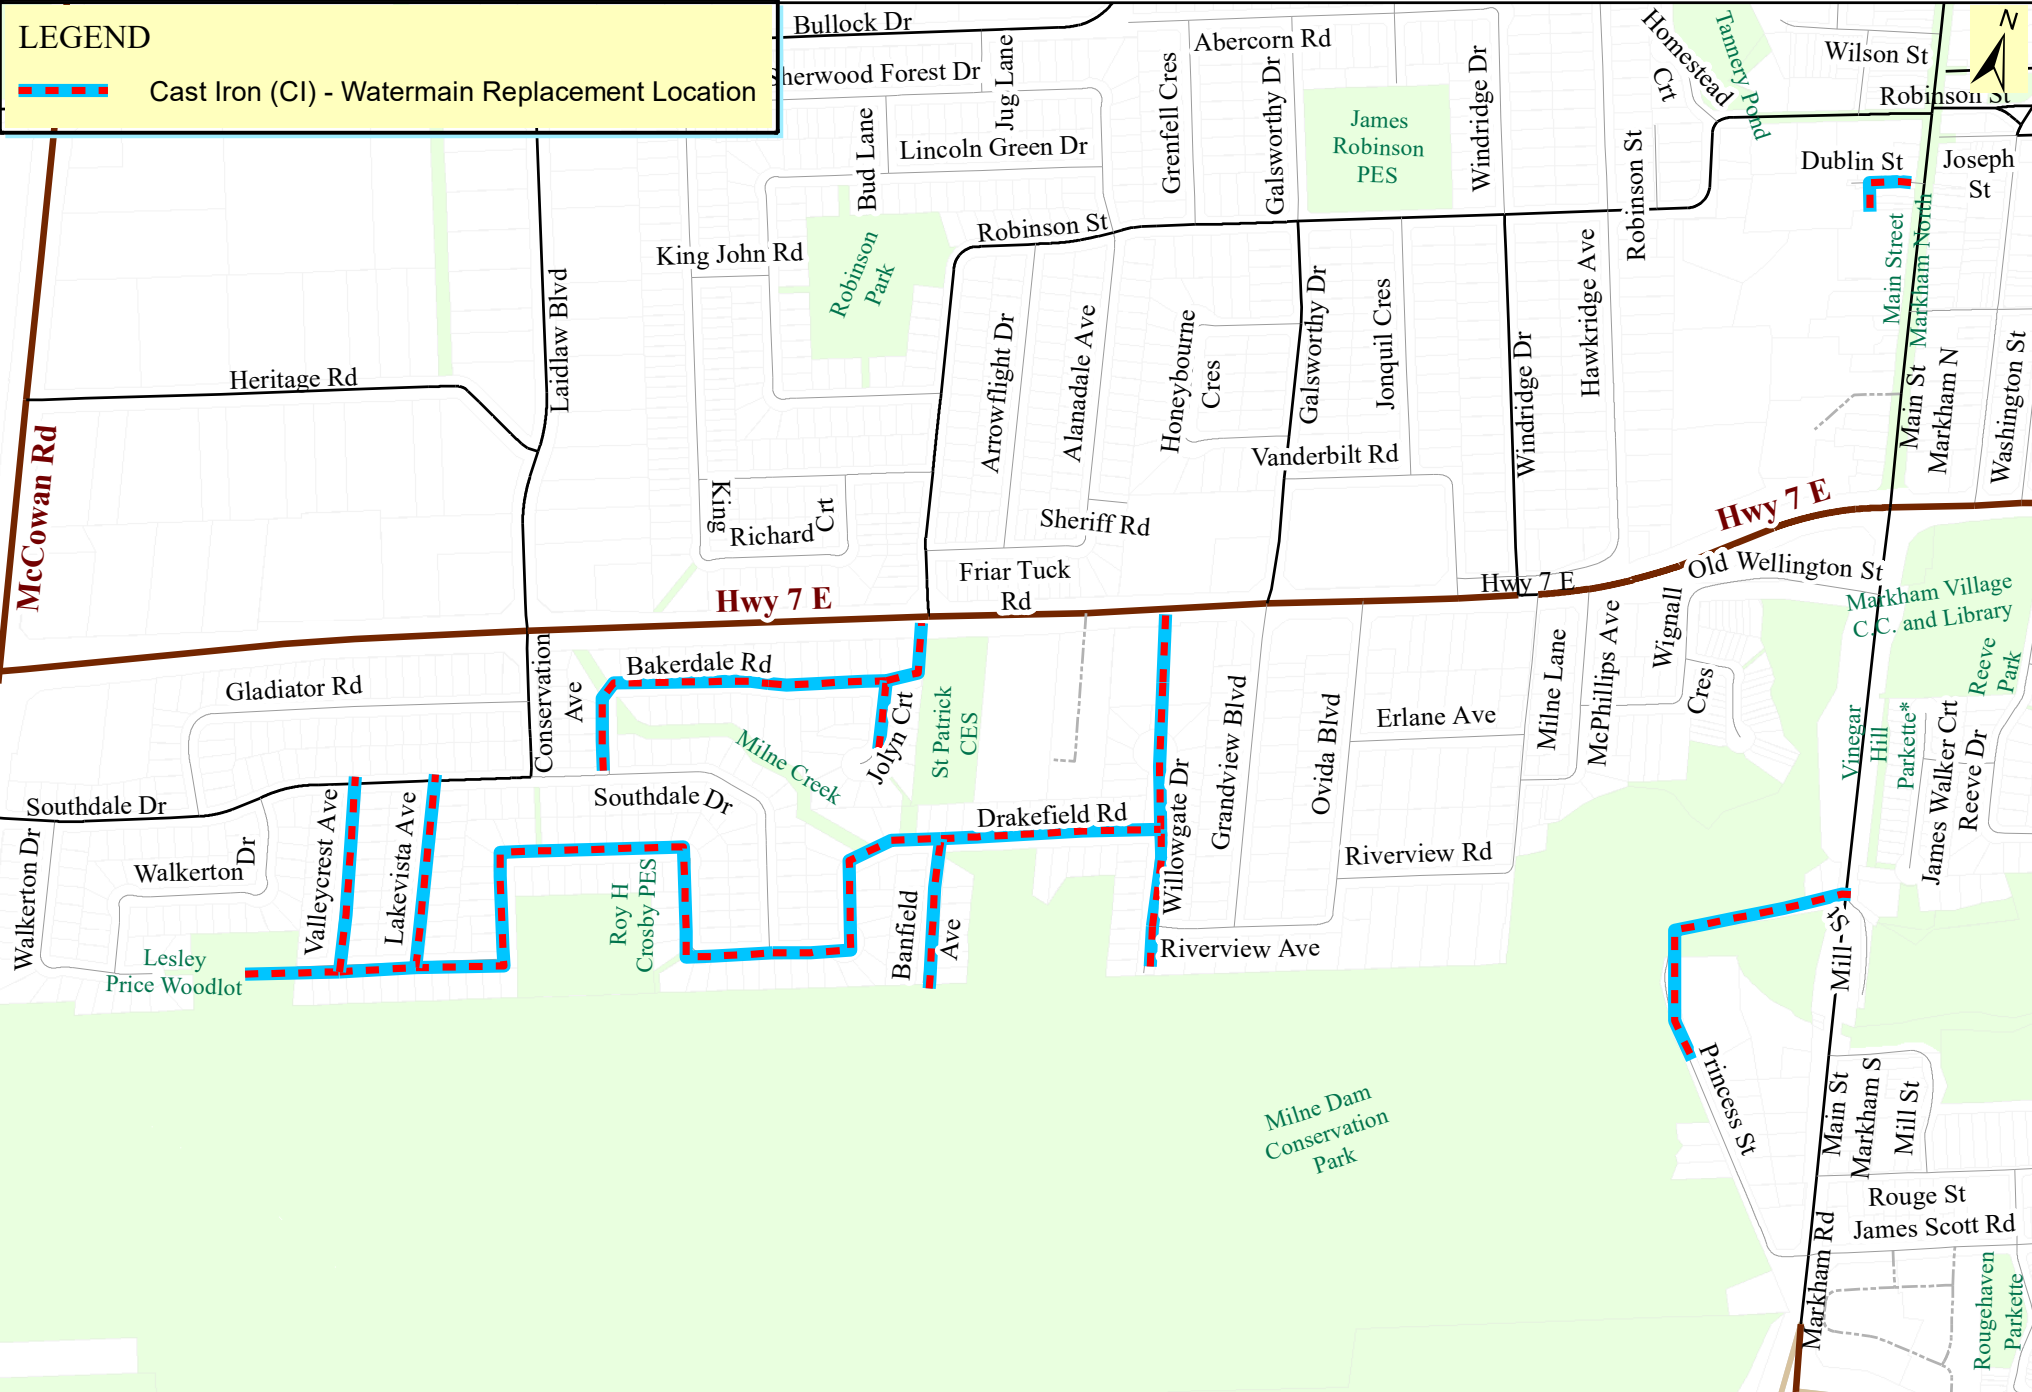 LEGEND
Cast Iron (CI) - Watermain Replacement Location
N
Bullock Dr
Sherwood Forest Dr
Jug Lane
Bud Lane
Lincoln Green Dr
Grenfell Cres
Abercorn Rd
Galsworthy Dr
James
Robinson
PES
Windridge Dr
Homestead
Crt
Tannery Pond
Wilson St
Robinson St
Robinson St
Dublin St
Joseph
St
Main Street
Markham North
King John Rd
Robinson
Park
Robinson St
Laidlaw Blvd
Heritage Rd
McCowan Rd
Arrowflight Dr
Alanadale Ave
Honeybourne
Cres
Galsworthy Dr
Jonquil Cres
Windridge Dr
Hawkridge Ave
Main St
Markham N
Washington St
Vanderbilt Rd
King
Richard
Crt
Sheriff Rd
Friar Tuck
Rd
Hwy 7 E
Hwy 7 E
Hwy 7 E
Old Wellington St
Markham Village
C.C. and Library
Reeve
Park
Conservation
Ave
Bakerdale Rd
Gladiator Rd
Jolyn Crt
St Patrick
CES
Milne Creek
Willowgate Dr
Grandview Blvd
Ovida Blvd
Erlane Ave
Milne Lane
McPhillips Ave
Wignall
Cres
Vinegar
Hill
Parkette*
James Walker Crt
Reeve Dr
Southdale Dr
Southdale Dr
Drakefield Rd
Riverview Rd
Walkerton Dr
Walkerton
Dr
Valleycrest Ave
Lakevista Ave
Roy H
Crosby PES
Banfield
Ave
Riverview Ave
Lesley
Price Woodlot
Mill St
Princess St
Milne Dam
Conservation
Park
Main St
Markham S
Mill St
Rouge St
James Scott Rd
Markham Rd
Rougehaven
Parkette